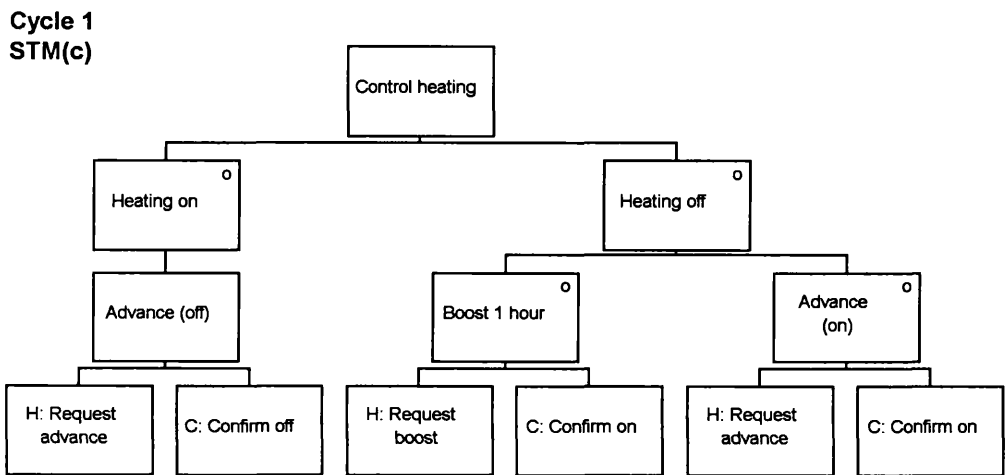 Cycle 1
STM(c)
Control heating
o
Heating on
o
Heating off
Advance (off)
o
Boost 1 hour
o
Advance
(on)
H: Request
advance
C: Confirm off
H: Request
boost
C: Confirm on
H: Request
advance
C: Confirm on